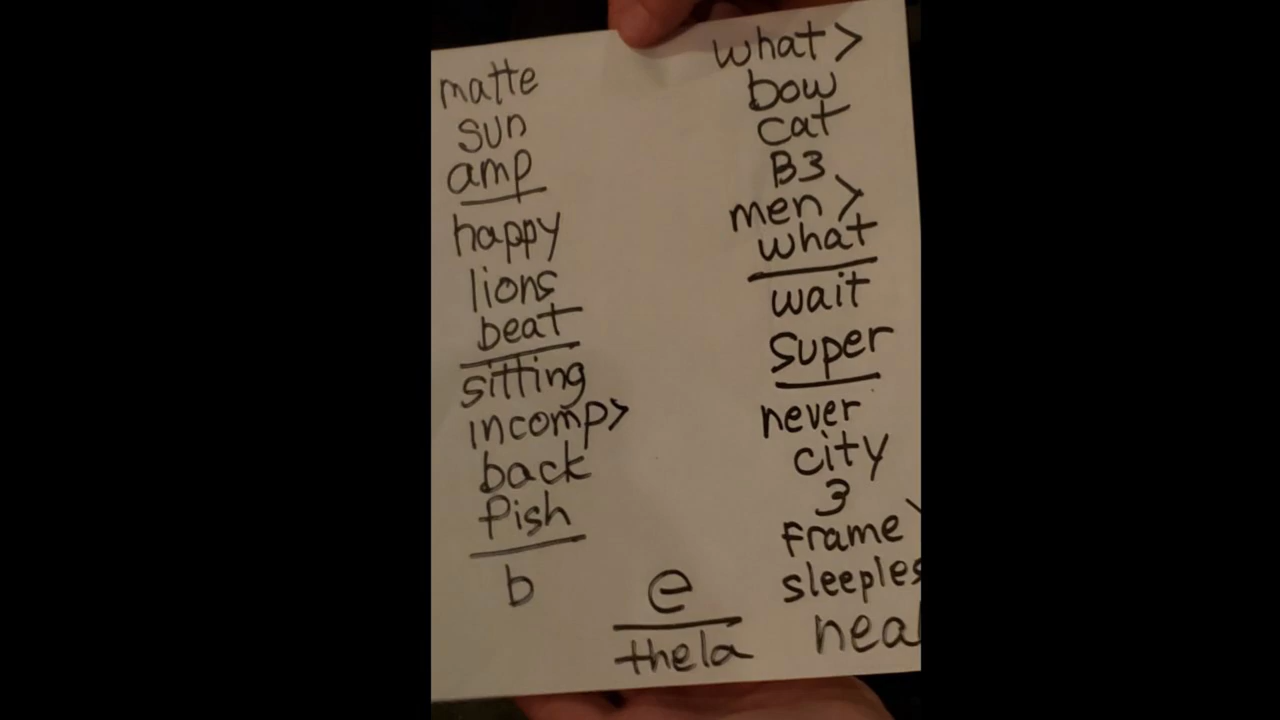 matte
sun
amp
happy
lions
beat
sitting
incomp>
back
fish
b
e
thela
what>
bow
cat
B3
men>
what
wait
super
never
city
3
Frame>
sleeples
nea